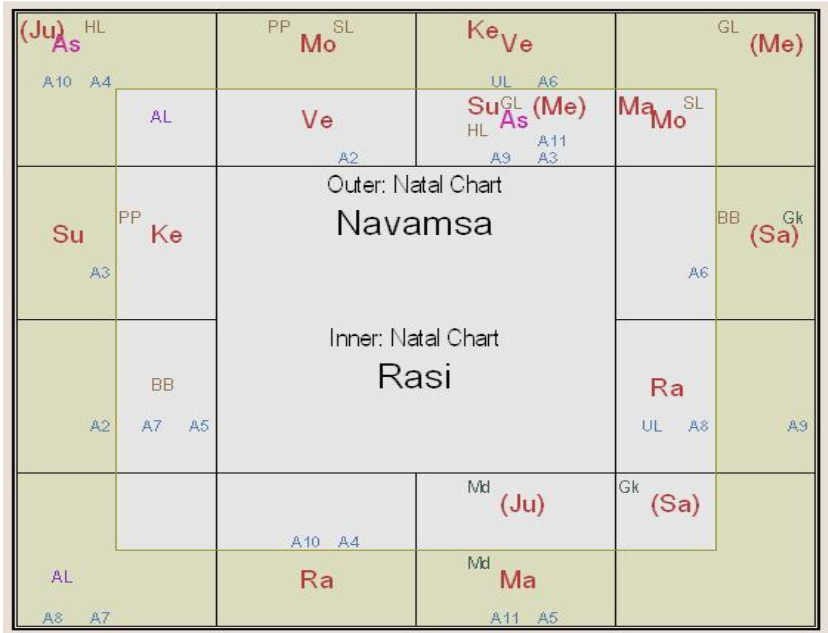 (Ju) HL As
PP Mo SL
Ke Ve
GL (Me)
A10 A4
UL A6
AL
Ve
Su GL (Me)
HL As
A11
Ma Mo SL
A2
A9 A3
Outer: Natal Chart
Navamsa
Su
A3
PP Ke
A6
BB (Sa) Gk
Inner: Natal Chart
Rasi
BB
Ra
A2
A7 A5
UL A8
A9
Md (Ju)
Gk (Sa)
A10 A4
AL
Ra
Md Ma
A8 A7
A11 A5